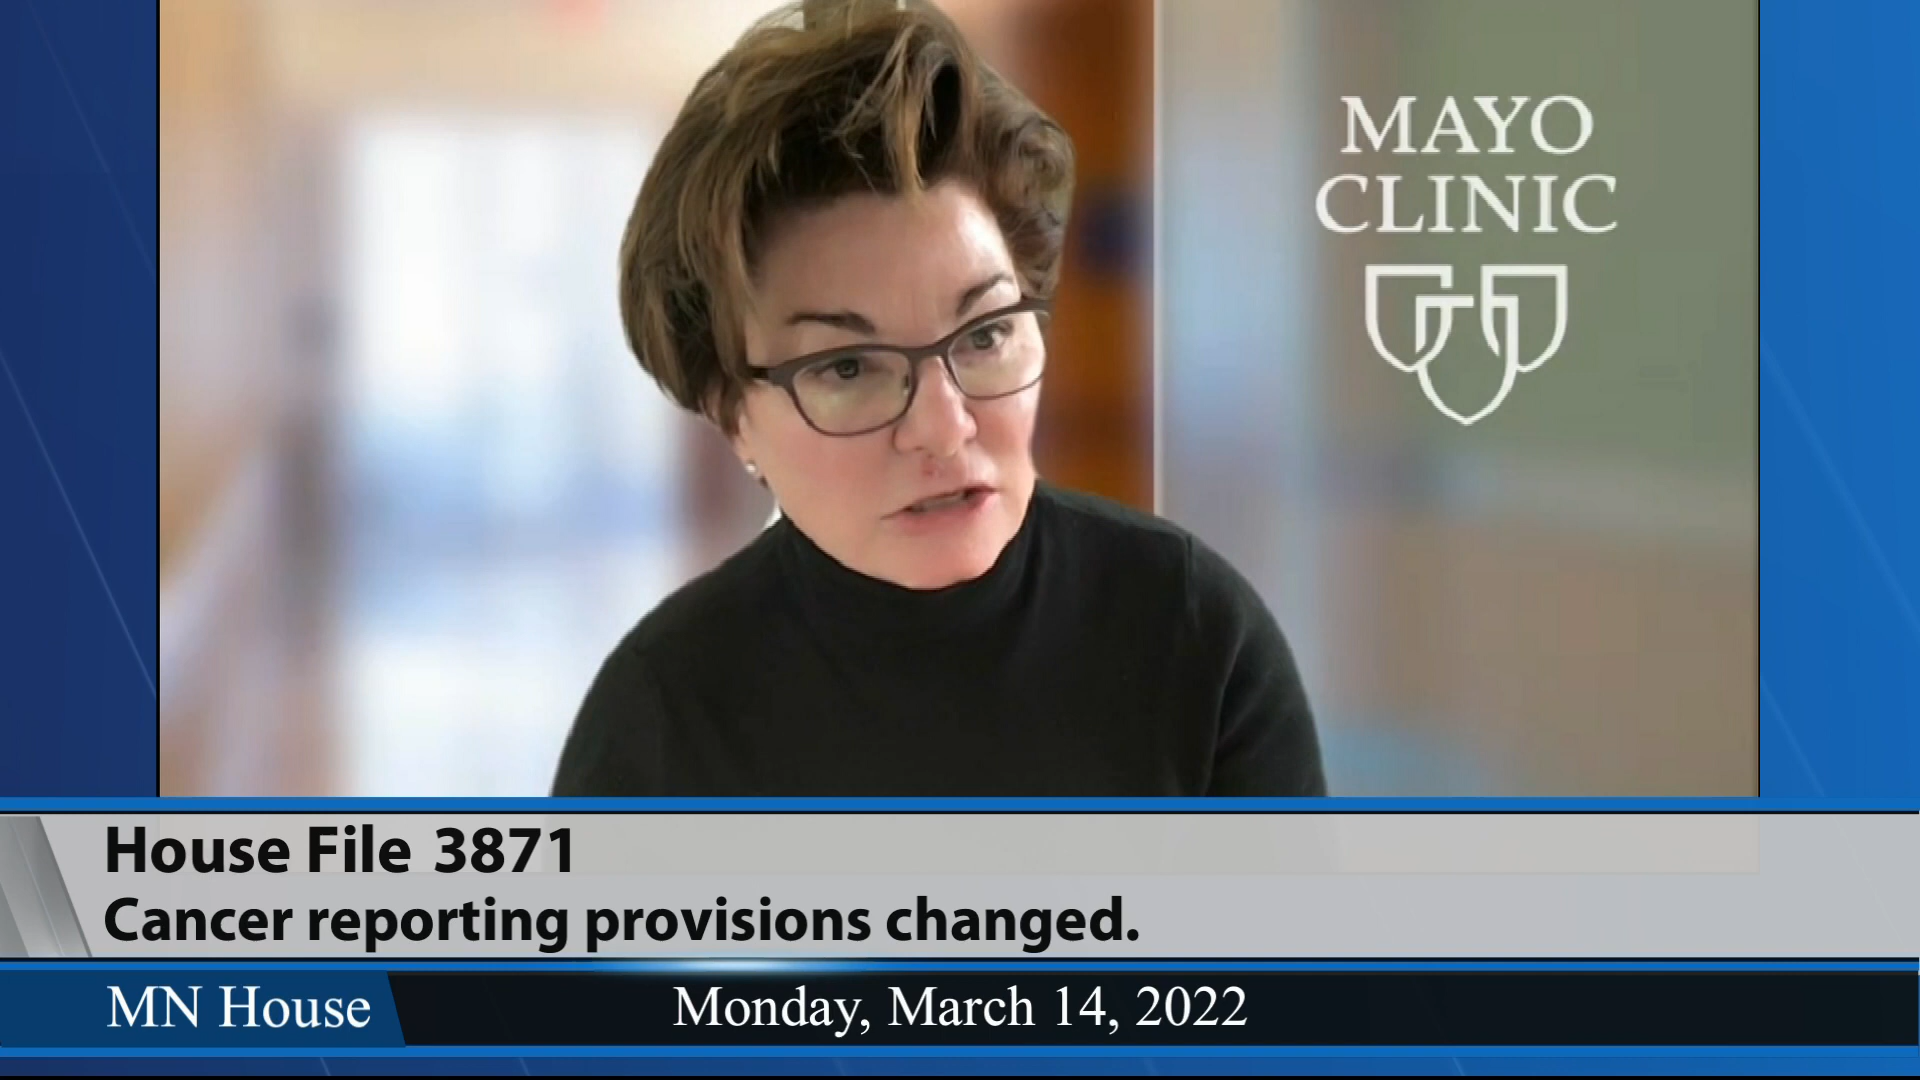 MAYO
CLINIC
House File 3871
Cancer reporting provisions changed.
MN House
Monday, March 14, 2022